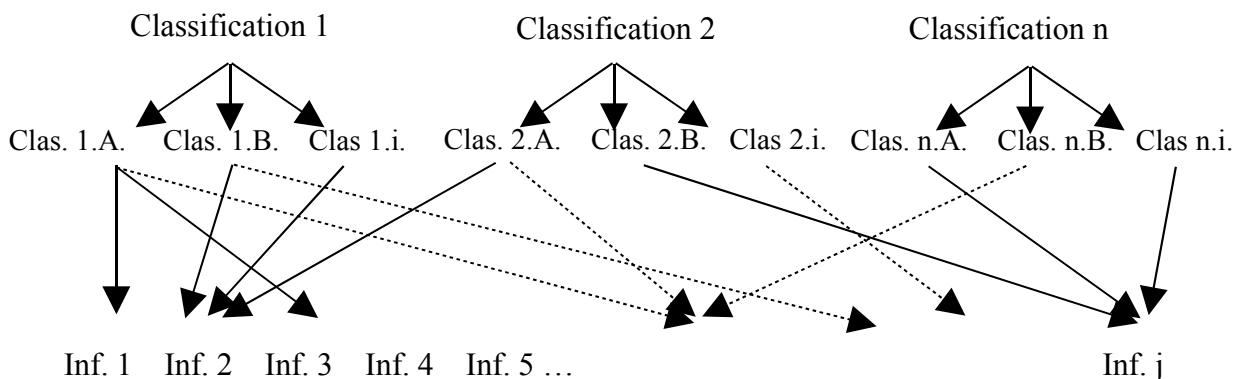 Classification 1 Classification 2 Classification n
Clas. 1.A. Clas. 1.B. Clas 1.i. Clas. 2.A. Clas. 2.B. Clas 2.i. Clas. n.A. Clas. n.B. Clas n.i.
Inf. 1 Inf. 2 Inf. 3 Inf. 4 Inf. 5 … Inf. j